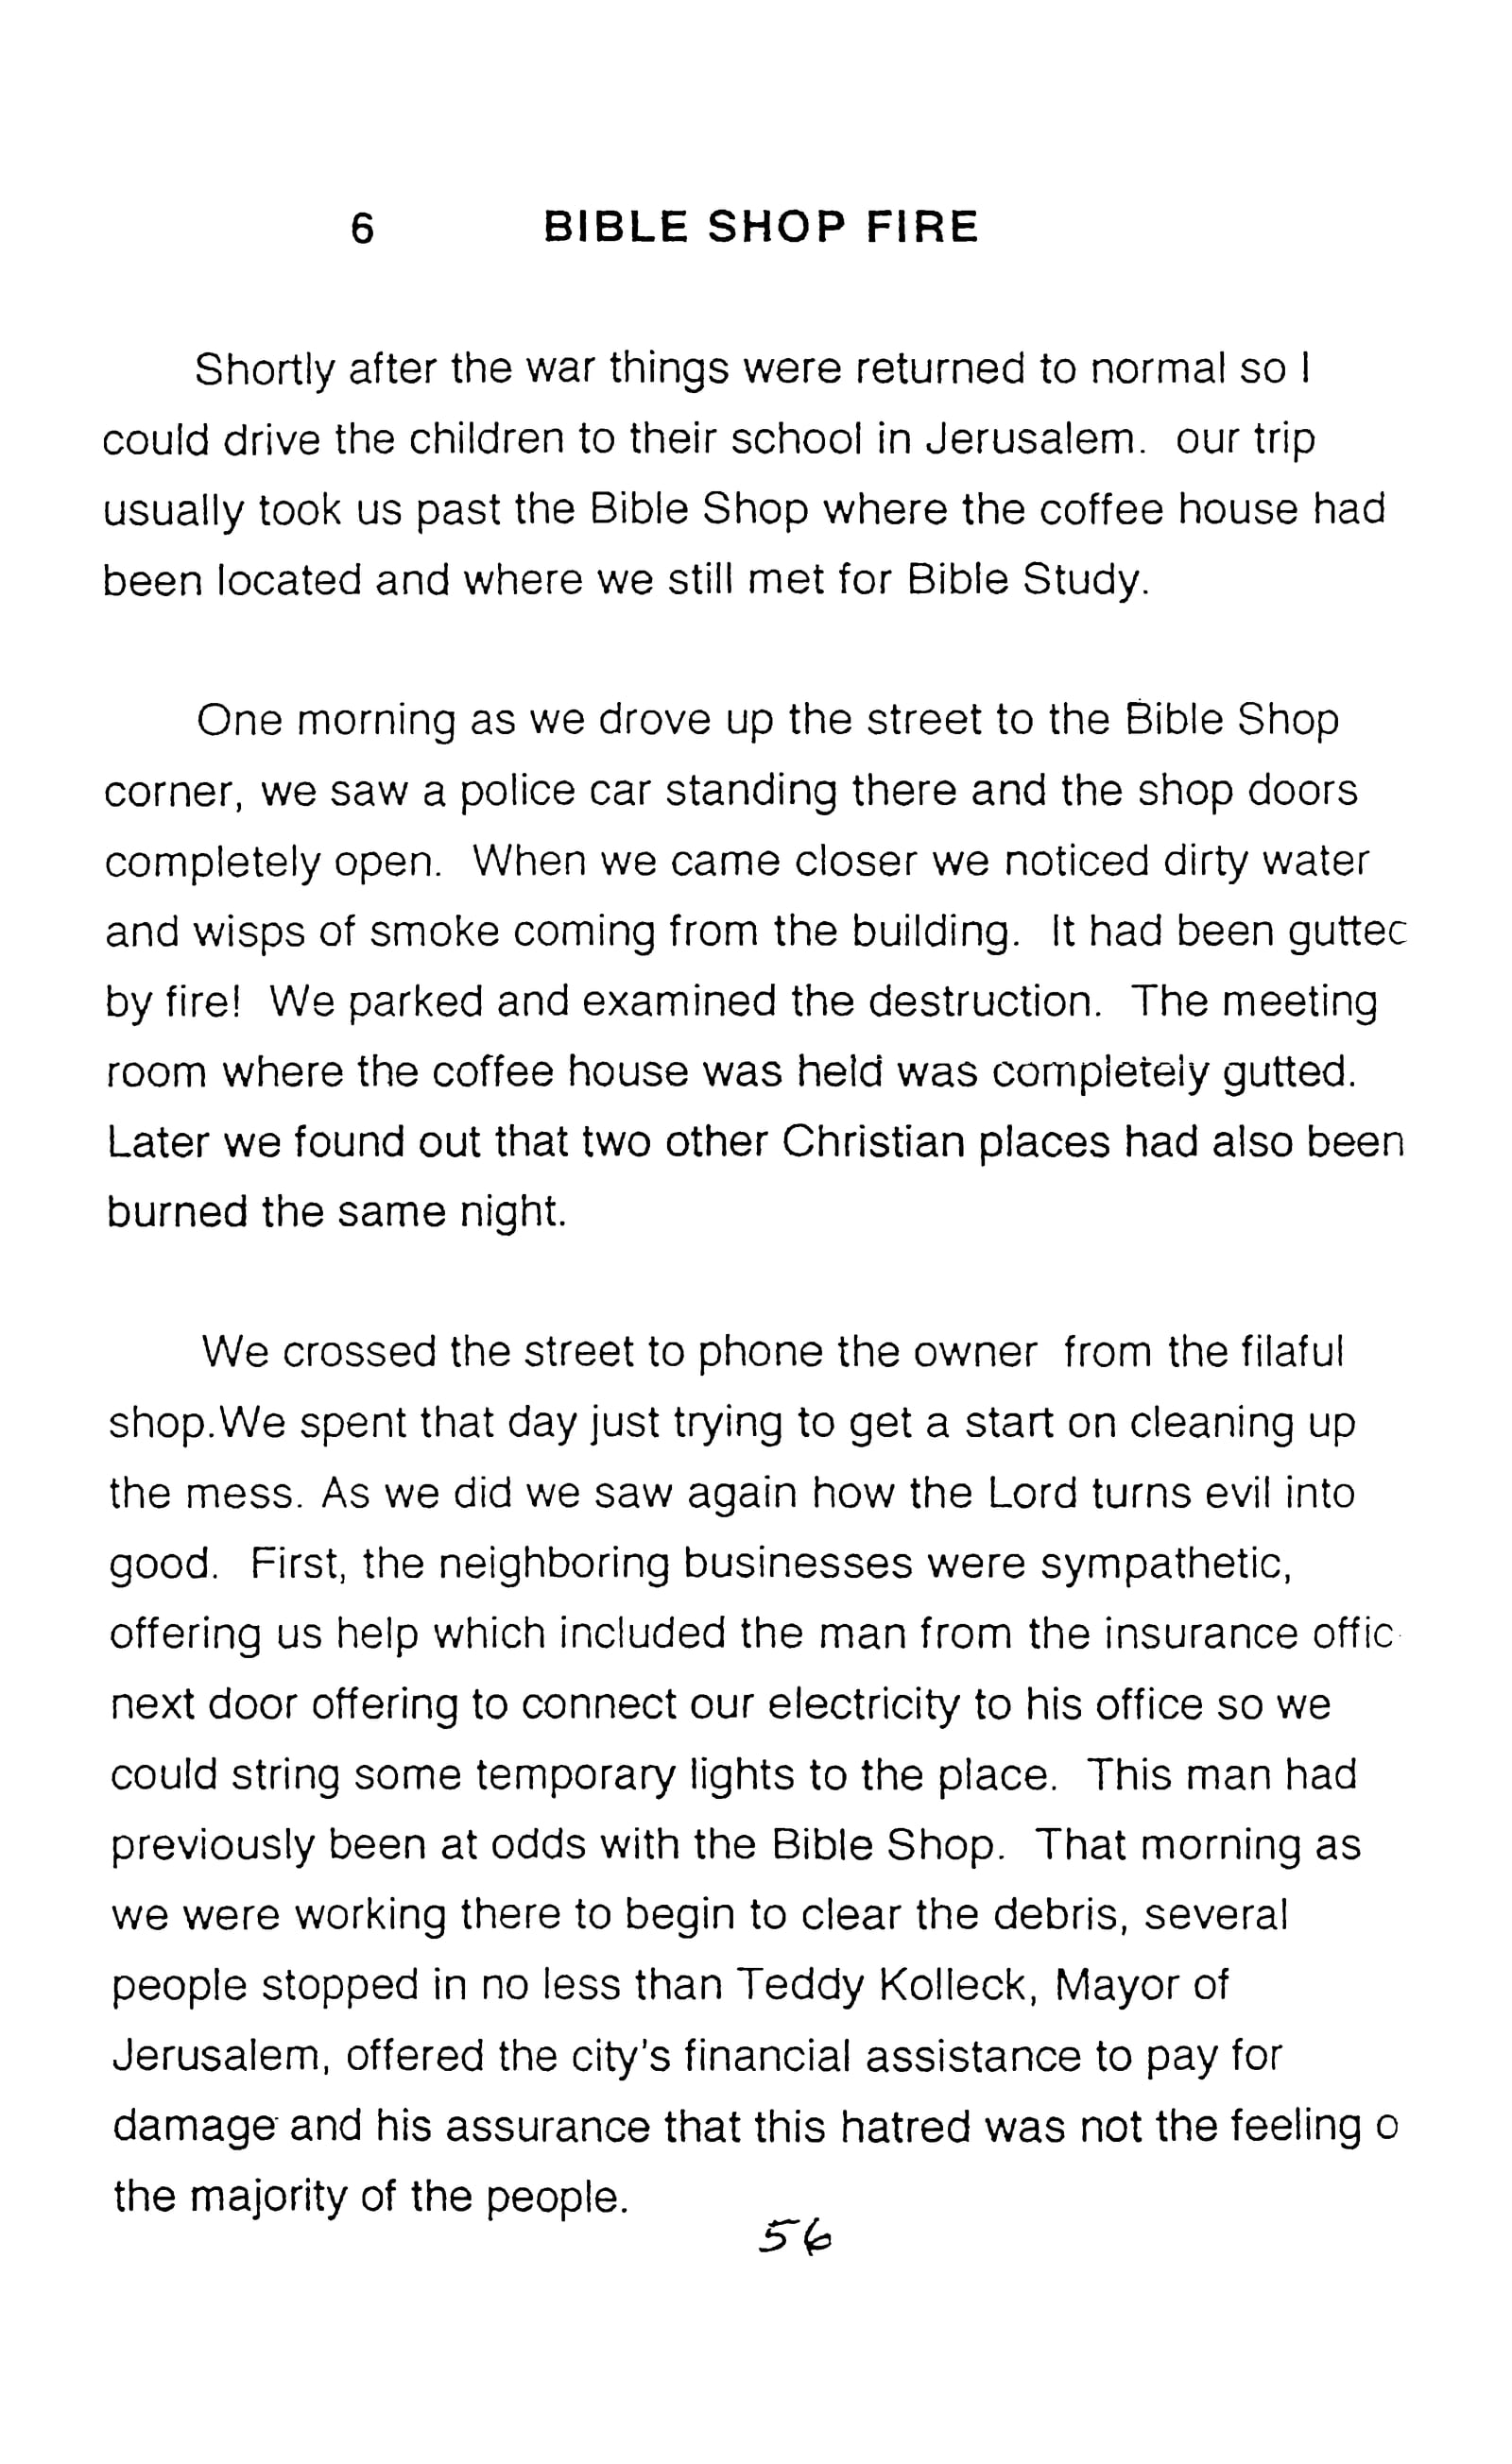 6 BIBLE SHOP FIRE
Shortly after the war things were returned to normal so I
could drive the children to their school in Jerusalem. our trip
usually took us past the Bible Shop where the coffee house had
been located and where we still met for Bible Study.
One morning as we drove up the street to the Bible Shop
corner, we saw a police car standing there and the shop doors
completely open. When we came closer we noticed dirty water
and wisps of smoke coming from the building. It had been guttec
by fire! We parked and examined the destruction. The meeting
room where the coffee house was held was completely gutted.
Later we found out that two other Christian places had also been
burned the same night.
We crossed the street to phone the owner from the filaful
shop.We spent that day just trying to get a start on cleaning up
the mess. As we did we saw again how the Lord turns evil into
good. First, the neighboring businesses were sympathetic,
offering us help which included the man from the insurance offic
next door offering to connect our electricity to his office so we
could string some temporary lights to the place. This man had
previously been at odds with the Bible Shop. That morning as
we were working there to begin to clear the debris, several
people stopped in no less than Teddy Kolleck, Mayor of
Jerusalem, offered the city's financial assistance to pay for
damage and his assurance that this hatred was not the feeling o
the majority of the people.
56